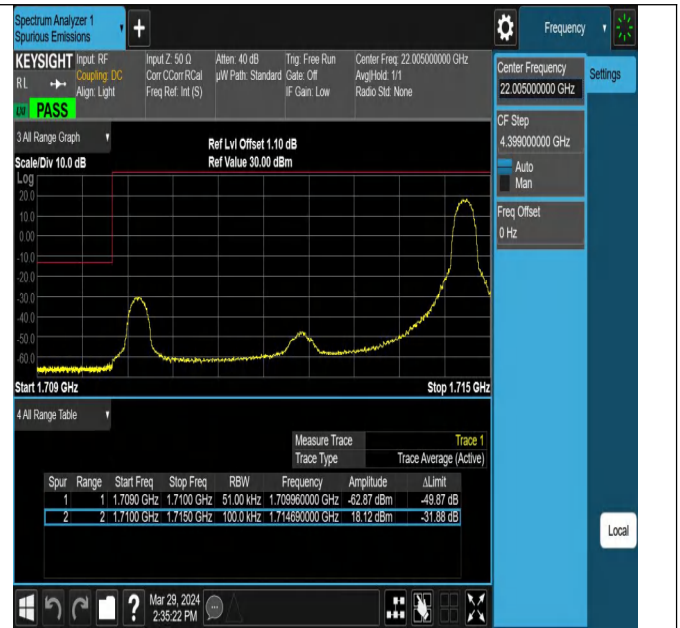 Spectrum Analyzer 1
Spurious Emissions
+
Frequency
KEYSIGHT Input: RF Input Z: 50 Ω Atten: 40 dB Trig: Free Run Center Freq: 22.005000000 GHz
RL Coupling: DC Corr CCorr RCal µW Path: Standard Gate: Off Avg|Hold: 1/1
Align: Light Freq Ref: Int (S) IF Gain: Low Radio Std: None
PASS
Center Frequency
22.005000000 GHz
Settings
CF Step
4.399000000 GHz
Auto
Man
Freq Offset
0 Hz
3 All Range Graph
Ref Lvl Offset 1.10 dB
Scale/Div 10.0 dB Ref Value 30.00 dBm
Log
20.0
10.0
0.00
-10.0
-20.0
-30.0
-40.0
-50.0
-60.0
Start 1.709 GHz Stop 1.715 GHz
4 All Range Table
Measure Trace Trace 1
Trace Type Trace Average (Active)
Spur Range Start Freq Stop Freq RBW Frequency Amplitude ΔLimit
1 1 1.7090 GHz 1.7100 GHz 51.00 kHz 1.709960000 GHz -62.87 dBm -49.87 dB
2 2 1.7100 GHz 1.7150 GHz 100.0 kHz 1.714690000 GHz 18.12 dBm -31.88 dB
Local
? Mar 29, 2024
2:35:22 PM